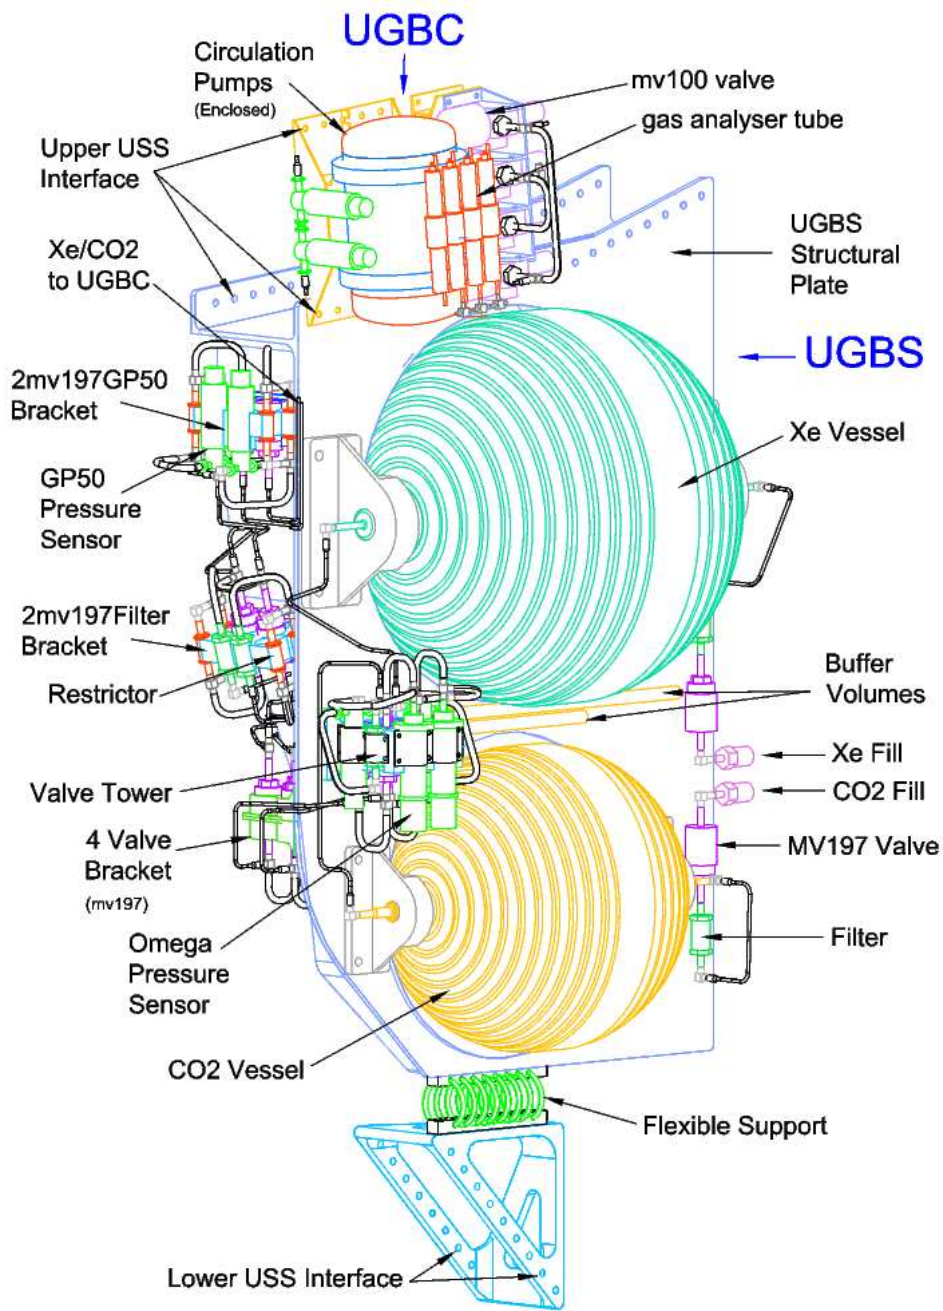 UGBC
Circulation
Pumps
(Enclosed)
mv100 valve
gas analyser tube
Upper USS
Interface
Xe/CO2
to UGBC
UGBS
Structural
Plate
UGBS
2mv197GP50
Bracket
Xe Vessel
GP50
Pressure
Sensor
2mv197Filter
Bracket
Restrictor
Buffer
Volumes
Xe Fill
Valve Tower
CO2 Fill
4 Valve
Bracket
(mv197)
MV197 Valve
Omega
Pressure
Sensor
Filter
CO2 Vessel
Flexible Support
Lower USS Interface